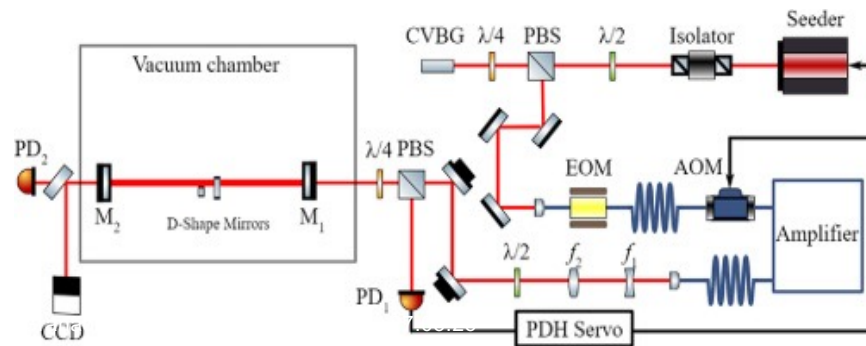 CVBG λ/4 PBS λ/2 Isolator Seeder
Vacuum chamber
PD₂
M₂
D-Shape Mirrors
M₁
λ/4 PBS
EOM
AOM
Amplifier
λ/2 f₂ f₁
PD₁
CCD
PDH Servo